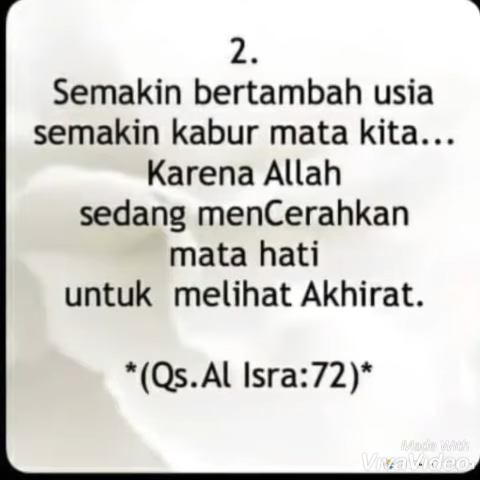 2.
Semakin bertambah usia
semakin kabur mata kita...
Karena Allah
sedang menCerahkan
mata hati
untuk melihat Akhirat.
*(Qs.Al Isra:72)*
Made With
VivaVideo